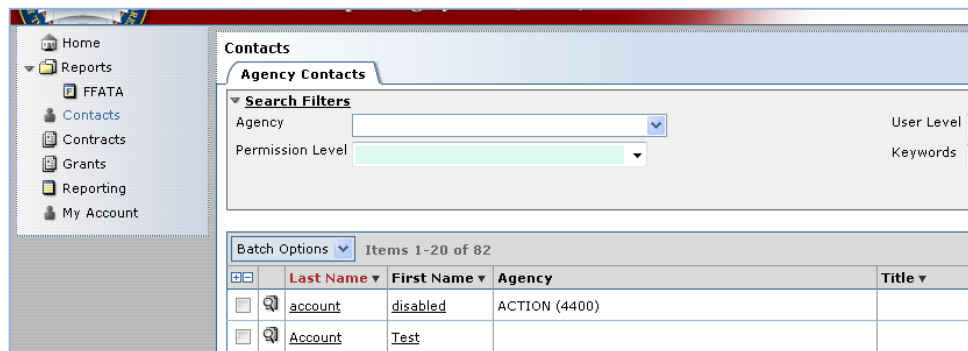 Home
Reports
FFATA
Contacts
Contracts
Grants
Reporting
My Account
Contacts
Agency Contacts
Search Filters
Agency
User Level
Permission Level
Keywords
Batch Options Items 1-20 of 82
Last Name First Name Agency Title
account disabled ACTION (4400)
Account Test